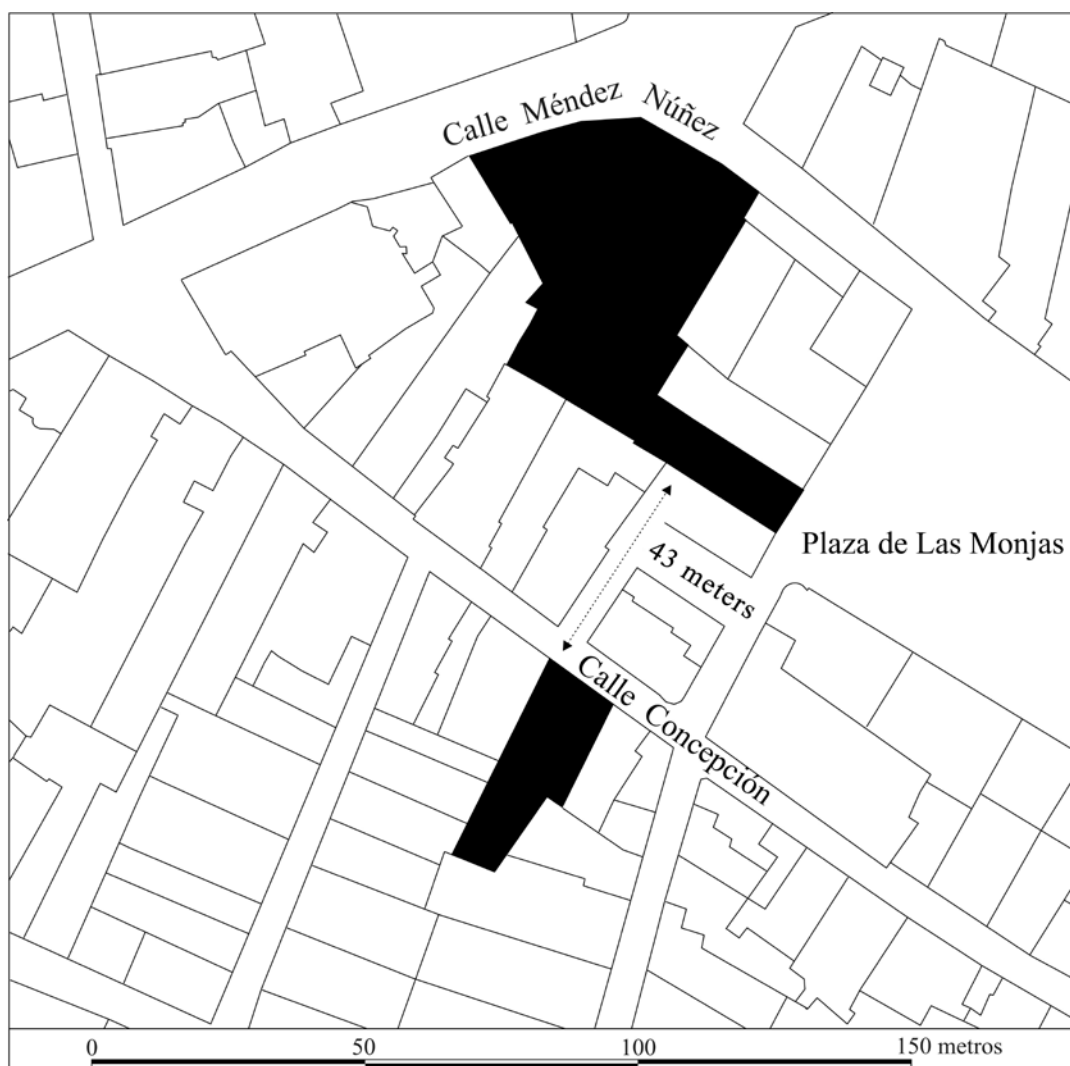 Calle Méndez Núñez
Plaza de Las Monjas
43 meters
Calle Concepción
0 50 100 150 metros